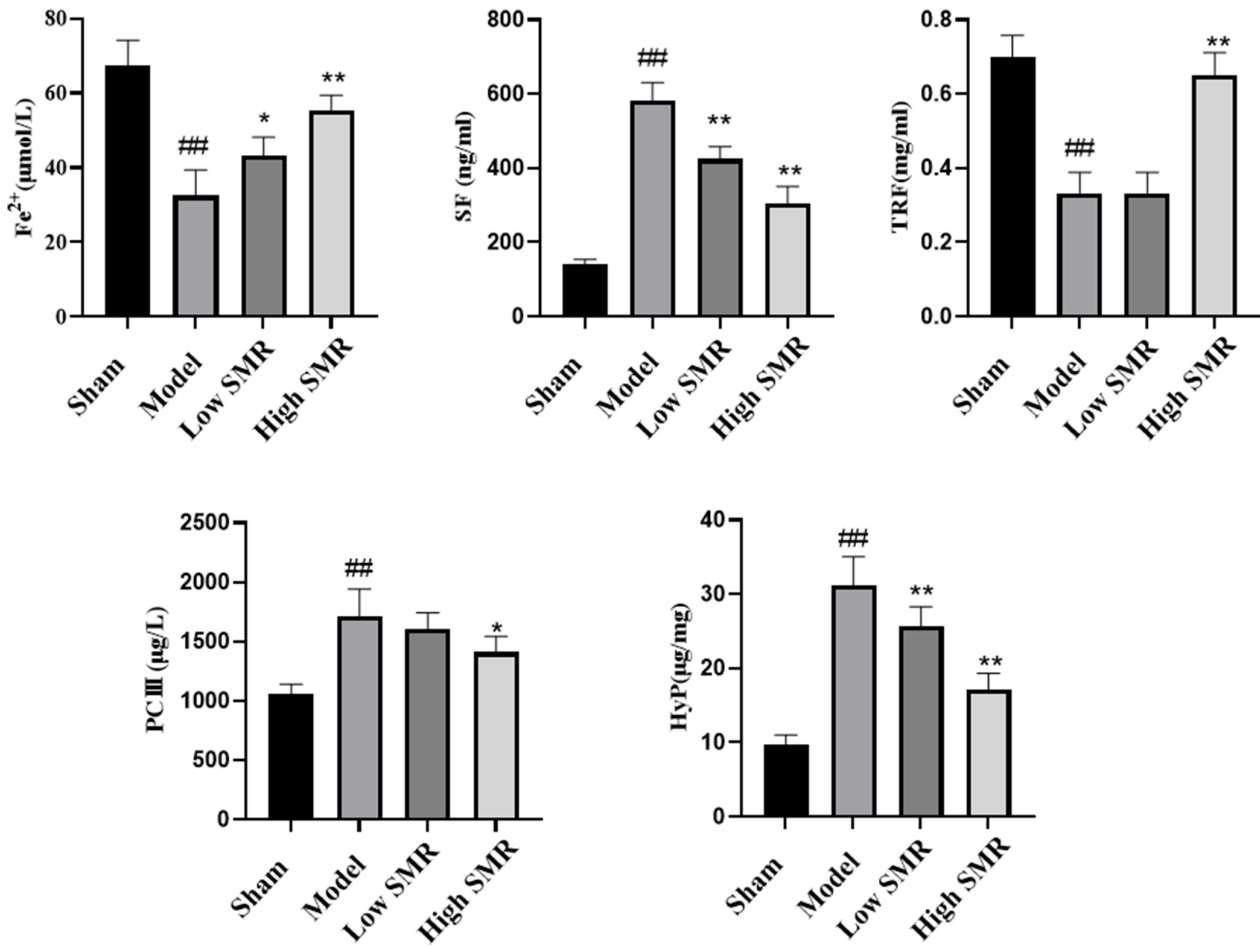 Fe2+ (μmol/L)
80
60
40
20
0
##
*
**
Sham
Model
Low SMR
High SMR
SF (ng/ml)
800
600
400
200
0
##
**
**
Sham
Model
Low SMR
High SMR
TRF(mg/ml)
0.8
0.6
0.4
0.2
0.0
##
**
Sham
Model
Low SMR
High SMR
PCⅢ (μg/L)
2500
2000
1500
1000
500
0
##
*
Sham
Model
Low SMR
High SMR
HyP(μg/mg)
40
30
20
10
0
##
**
**
Sham
Model
Low SMR
High SMR